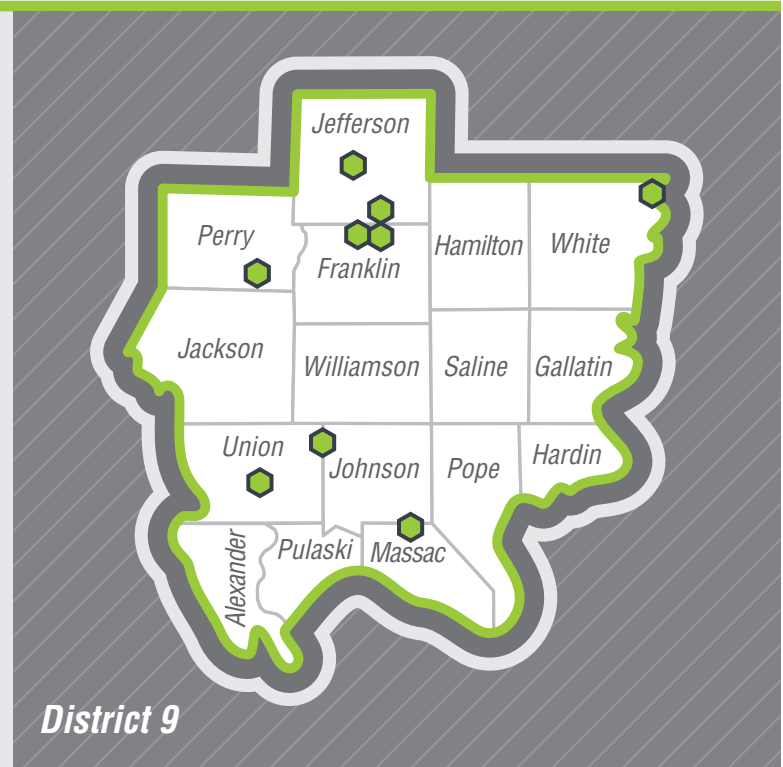 Jefferson
Perry
Franklin
Hamilton
White
Jackson
Williamson
Saline
Gallatin
Union
Johnson
Pope
Hardin
Alexander
Pulaski
Massac
District 9